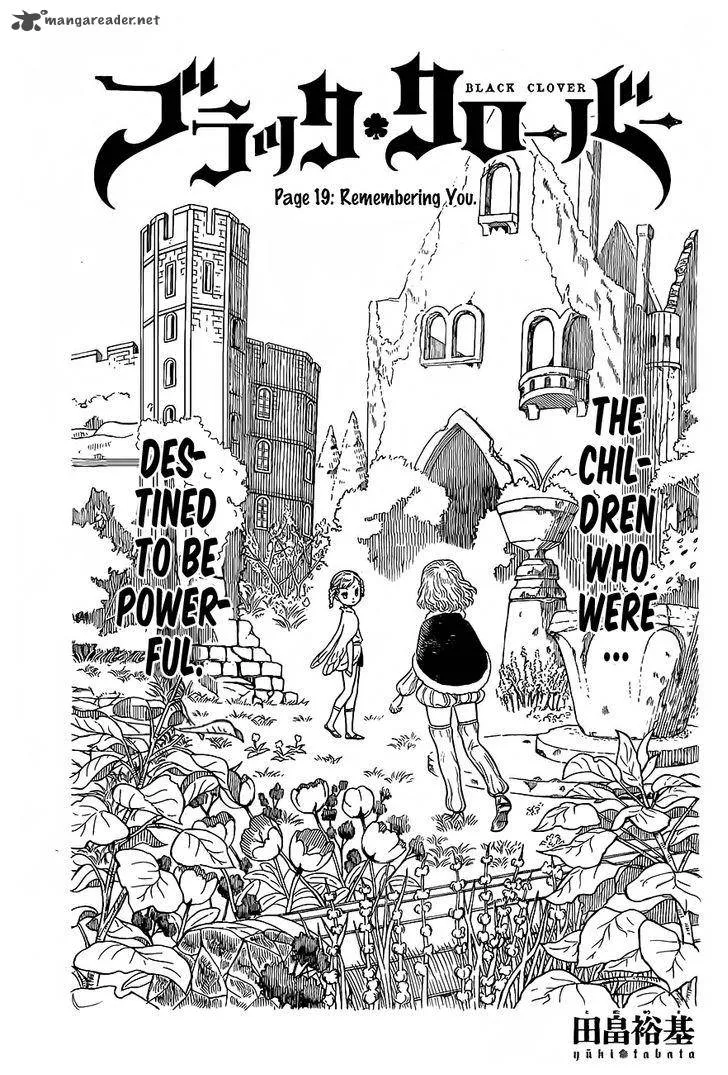 mangareader.net
ブラック・クローバー
BLACK CLOVER
Page 19: Remembering You.
THE
CHIL-
DREN
WHO
WERE
...
DES-
TINED
TO BE
POWER-
FUL.
田畠裕基
yūki tabata